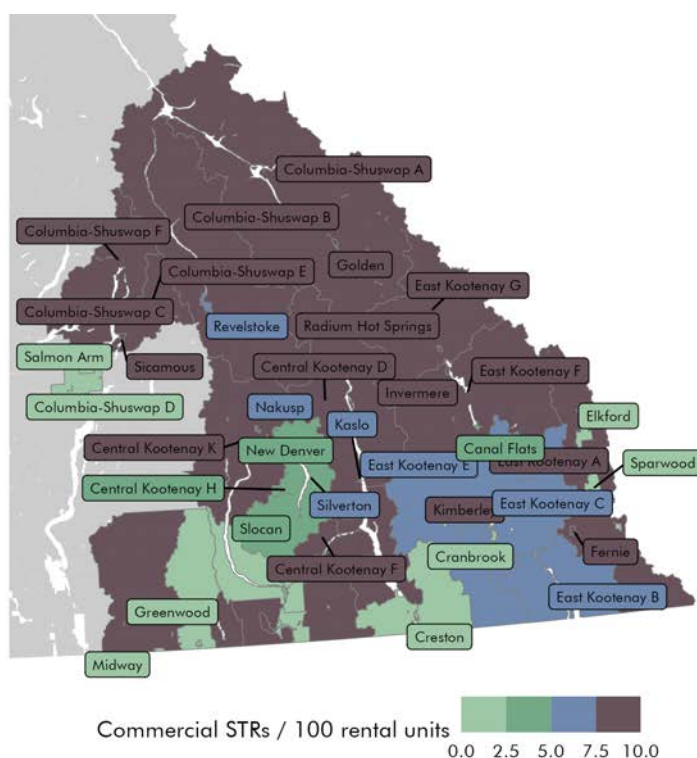 Columbia-Shuswap A
Columbia-Shuswap B
Columbia-Shuswap F
Golden
Columbia-Shuswap E
East Kootenay G
Columbia-Shuswap C
Revelstoke
Radium Hot Springs
Salmon Arm
Sicamous
Central Kootenay D
East Kootenay F
Invermere
Columbia-Shuswap D
Nakusp
Elkford
Kaslo
Central Kootenay K
New Denver
Canal Flats
East Kootenay E
East Kootenay A
Sparwood
Central Kootenay H
Silverton
Kimberley
East Kootenay C
Slocan
Cranbrook
Fernie
Central Kootenay F
Greenwood
East Kootenay B
Creston
Midway
Commercial STRs / 100 rental units
0.0 2.5 5.0 7.5 10.0